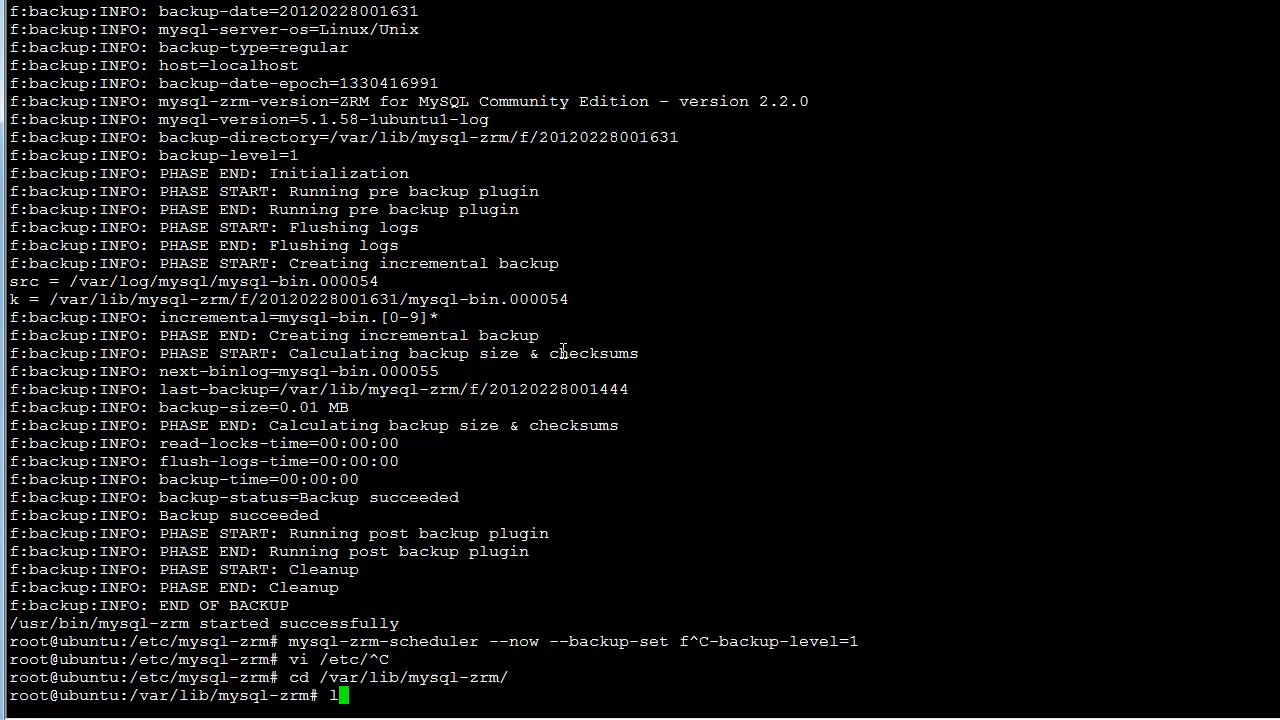 f:backup:INFO: backup-date=20120228001631
f:backup:INFO: mysql-server-os=Linux/Unix
f:backup:INFO: backup-type=regular
f:backup:INFO: host=localhost
f:backup:INFO: backup-date-epoch=1330416991
f:backup:INFO: mysql-zrm-version=ZRM for MySQL Community Edition - version 2.2.0
f:backup:INFO: mysql-version=5.1.58-1ubuntu1-log
f:backup:INFO: backup-directory=/var/lib/mysql-zrm/f/20120228001631
f:backup:INFO: backup-level=1
f:backup:INFO: PHASE END: Initialization
f:backup:INFO: PHASE START: Running pre backup plugin
f:backup:INFO: PHASE END: Running pre backup plugin
f:backup:INFO: PHASE START: Flushing logs
f:backup:INFO: PHASE END: Flushing logs
f:backup:INFO: PHASE START: Creating incremental backup
src = /var/log/mysql/mysql-bin.000054
k = /var/lib/mysql-zrm/f/20120228001631/mysql-bin.000054
f:backup:INFO: incremental=mysql-bin.[0-9]*
f:backup:INFO: PHASE END: Creating incremental backup
f:backup:INFO: PHASE START: Calculating backup size & checksums
f:backup:INFO: next-binlog=mysql-bin.000055
f:backup:INFO: last-backup=/var/lib/mysql-zrm/f/20120228001444
f:backup:INFO: backup-size=0.01 MB
f:backup:INFO: PHASE END: Calculating backup size & checksums
f:backup:INFO: read-locks-time=00:00:00
f:backup:INFO: flush-logs-time=00:00:00
f:backup:INFO: backup-time=00:00:00
f:backup:INFO: backup-status=Backup succeeded
f:backup:INFO: Backup succeeded
f:backup:INFO: PHASE START: Running post backup plugin
f:backup:INFO: PHASE END: Running post backup plugin
f:backup:INFO: PHASE START: Cleanup
f:backup:INFO: PHASE END: Cleanup
f:backup:INFO: END OF BACKUP
/usr/bin/mysql-zrm started successfully
root@ubuntu:/etc/mysql-zrm# mysql-zrm-scheduler --now --backup-set f^C-backup-level=1
root@ubuntu:/etc/mysql-zrm# vi /etc/^C
root@ubuntu:/etc/mysql-zrm# cd /var/lib/mysql-zrm/
root@ubuntu:/var/lib/mysql-zrm# l